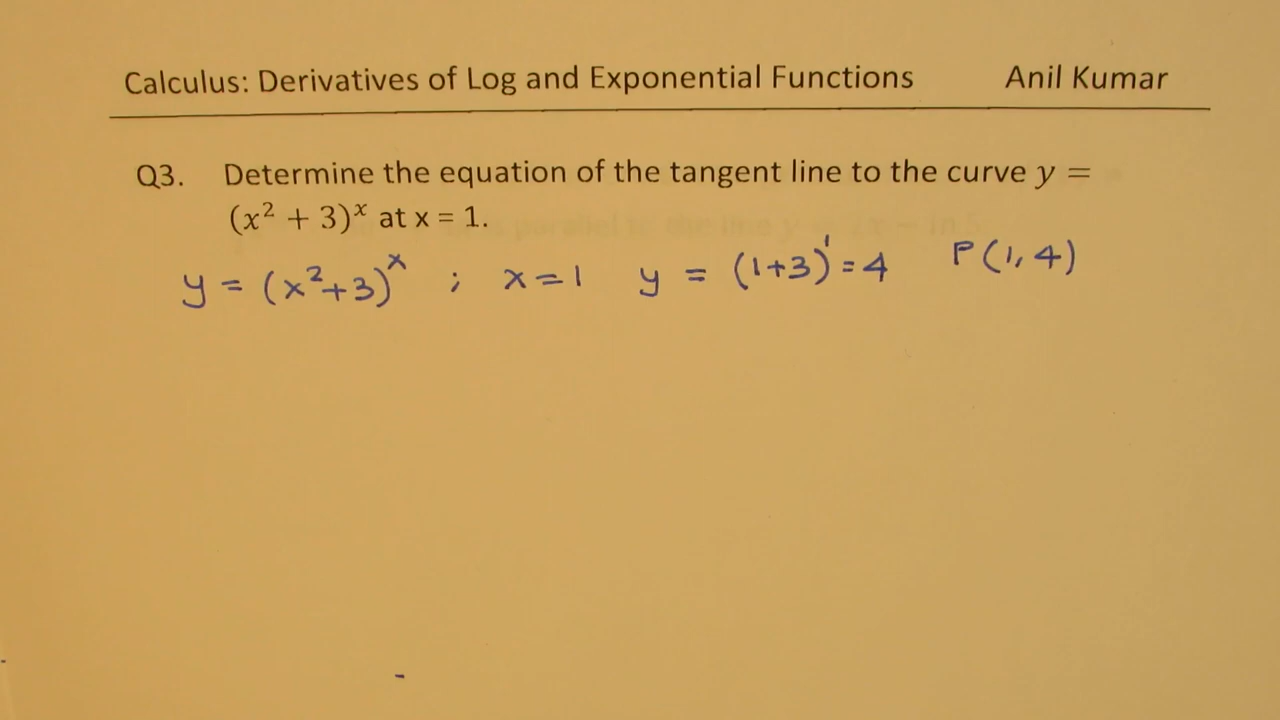 Calculus: Derivatives of Log and Exponential Functions Anil Kumar
Q3. Determine the equation of the tangent line to the curve y =
(x² + 3)ˣ at x = 1.
y = (x²+3)ˣ ; x=1 y = (1+3)¹ = 4 P(1, 4)